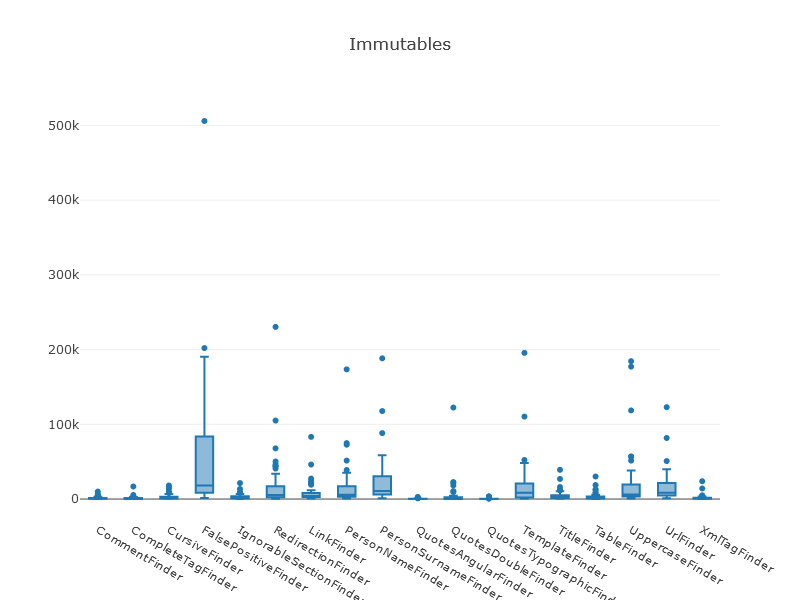 Immutables
500k
400k
300k
200k
100k
0
CommentFinder
CompleteTagFinder
CursiveFinder
FalsePositiveFinder
IgnorableSectionFinder
RedirectionFinder
LinkFinder
PersonNameFinder
PersonSurnameFinder
QuotesAngularFinder
QuotesDoubleFinder
QuotesTypographicFind
TemplateFinder
TitleFinder
TableFinder
UppercaseFinder
UrlFinder
XmlTagFinder